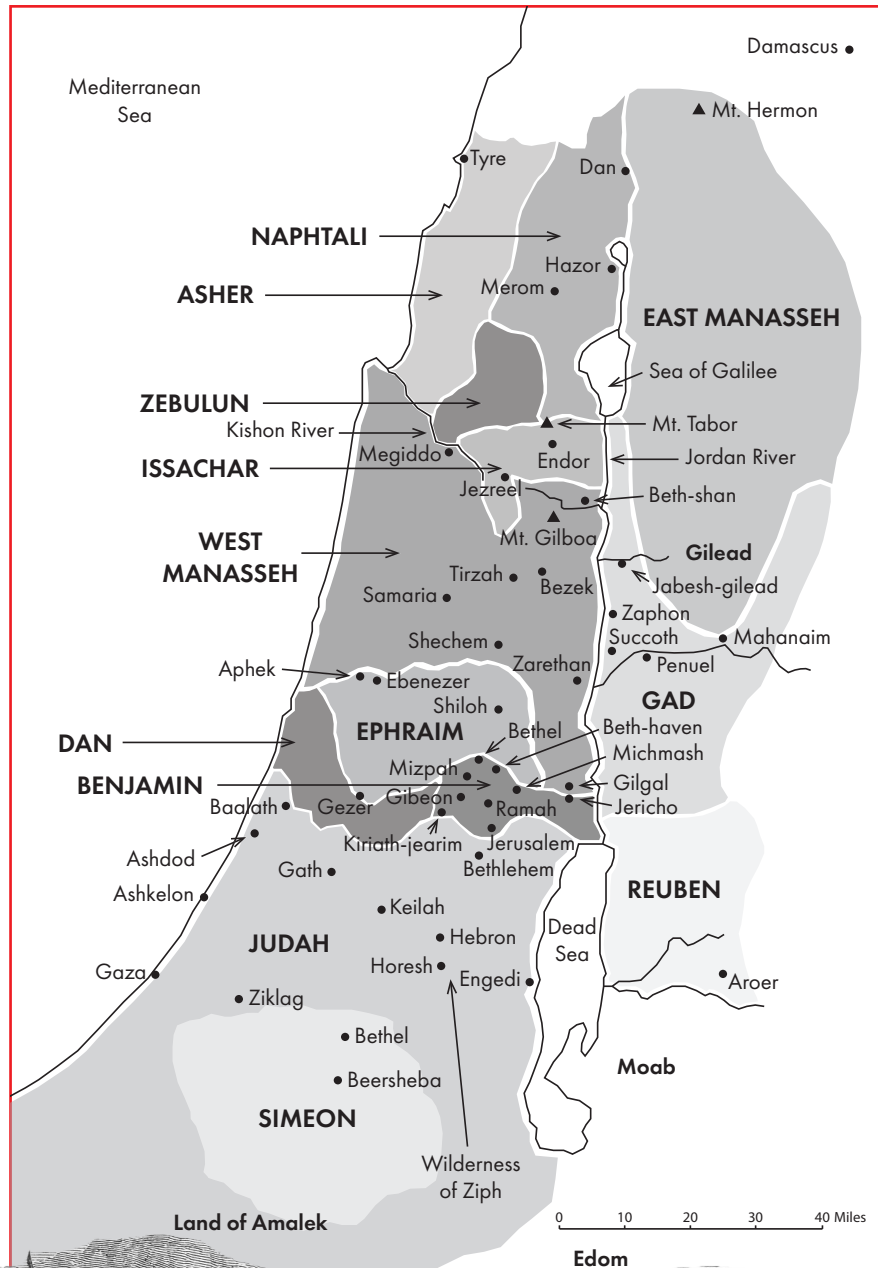 Damascus
Mediterranean
Sea
Mt. Hermon
Tyre
Dan
NAPHTALI
Hazor
ASHER
Merom
EAST MANASSEH
Sea of Galilee
ZEBULUN
Mt. Tabor
Kishon River
Megiddo
Endor
Jordan River
ISSACHAR
Jezreel
Beth-shan
Mt. Gilboa
WEST
MANASSEH
Gilead
Tirzah
Bezek
Jabesh-gilead
Samaria
Zaphon
Succoth
Mahanaim
Shechem
Zarethan
Penuel
Aphek
Ebenezer
GAD
Shiloh
EPHRAIM
Bethel
Beth-haven
DAN
Michmash
Mizpah
BENJAMIN
Gilgal
Baalath
Gezer
Gibeon
Ramah
Jericho
Kiriath-jearim
Jerusalem
Ashdod
Bethlehem
Gath
Ashkelon
REUBEN
Keilah
Dead
Sea
JUDAH
Hebron
Horesh
Gaza
Engedi
Aroer
Ziklag
Bethel
Moab
Beersheba
SIMEON
Wilderness
of Ziph
Land of Amalek
0 10 20 30 40 Miles
Edom